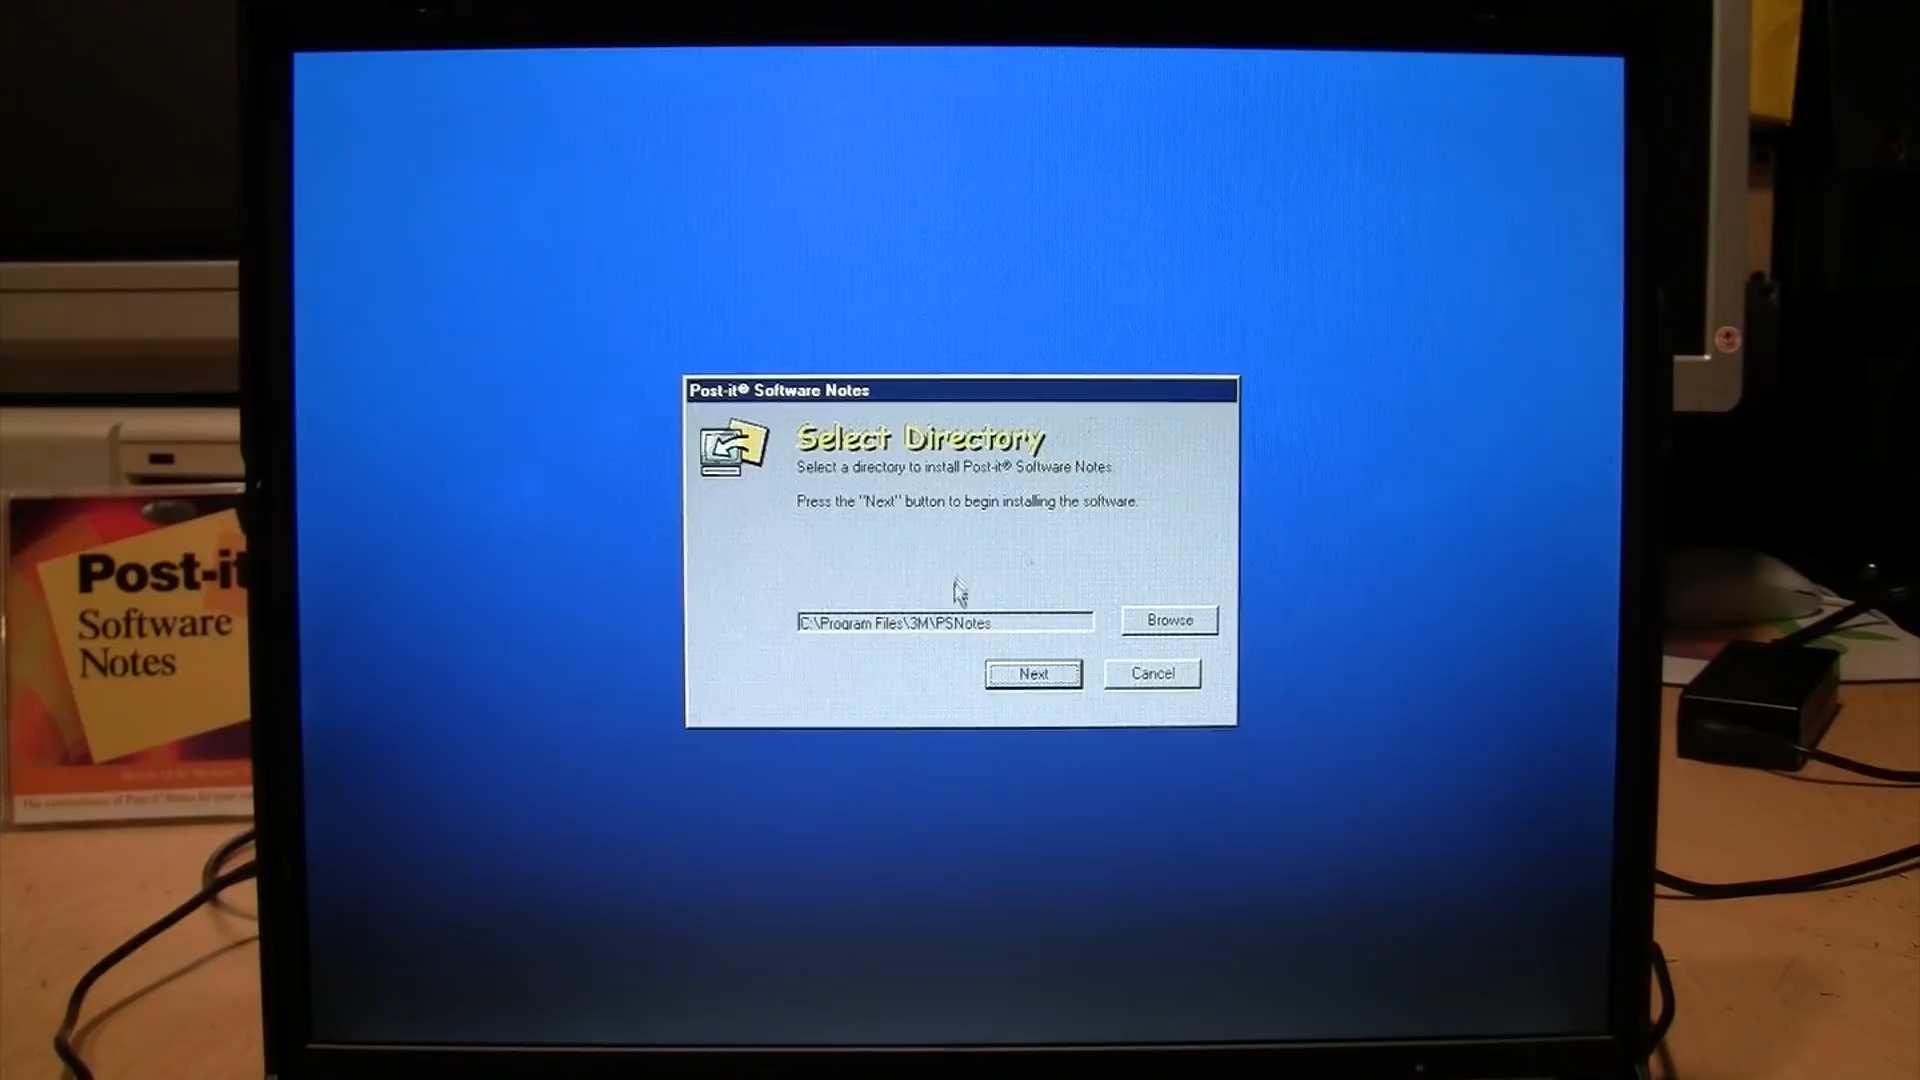 Post-it® Software Notes
Select Directory
Select a directory to install Post-it® Software Notes.
Press the "Next" button to begin installing the software.
C:\Program Files\3M\PSNotes
Browse
Next
Cancel
Post-it
Software
Notes